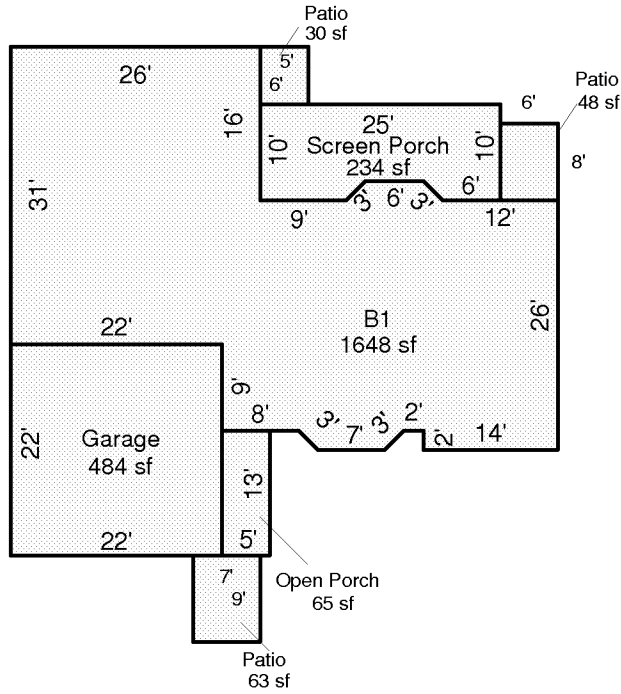 Patio
30 sf
5'
6'
26'
Patio
48 sf
6'
16'
10'
25'
Screen Porch
234 sf
10'
8'
31'
9'
3'
6'
3'
6'
12'
B1
1648 sf
26'
22'
9'
8'
3'
7'
3'
2'
2'
14'
22'
Garage
484 sf
13'
22'
5'
7'
9'
Open Porch
65 sf
Patio
63 sf